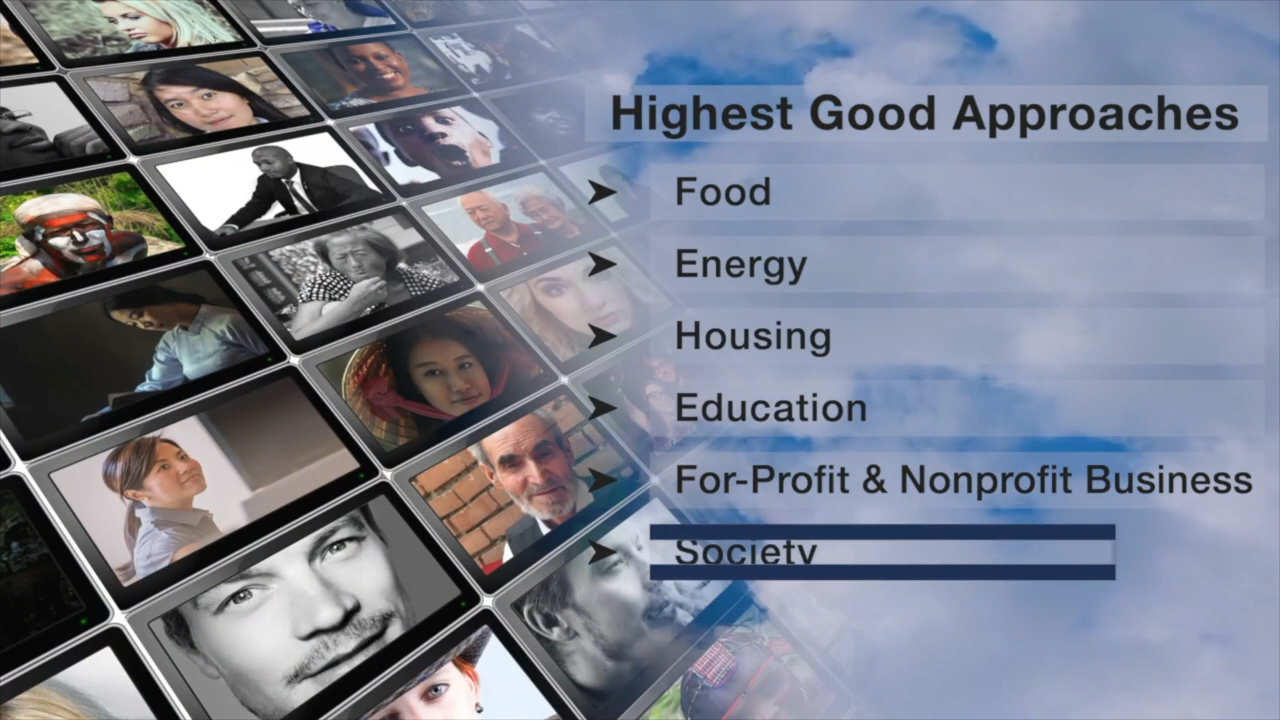 Highest Good Approaches
Food
Energy
Housing
Education
For-Profit & Nonprofit Business
Society